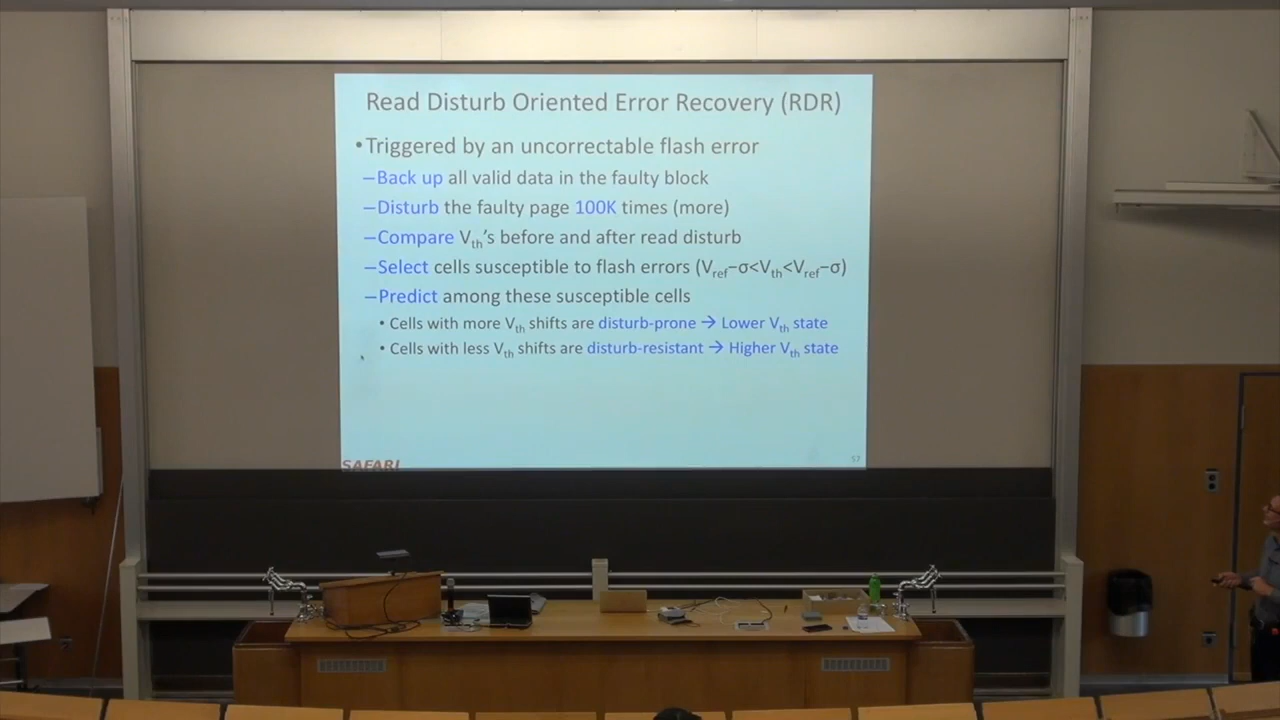 Read Disturb Oriented Error Recovery (RDR)
•Triggered by an uncorrectable flash error
–Back up all valid data in the faulty block
–Disturb the faulty page 100K times (more)
–Compare Vth's before and after read disturb
–Select cells susceptible to flash errors (Vref–σ<Vth<Vref–σ)
–Predict among these susceptible cells
• Cells with more Vth shifts are disturb-prone → Lower Vth state
• Cells with less Vth shifts are disturb-resistant → Higher Vth state
SAFARI
57